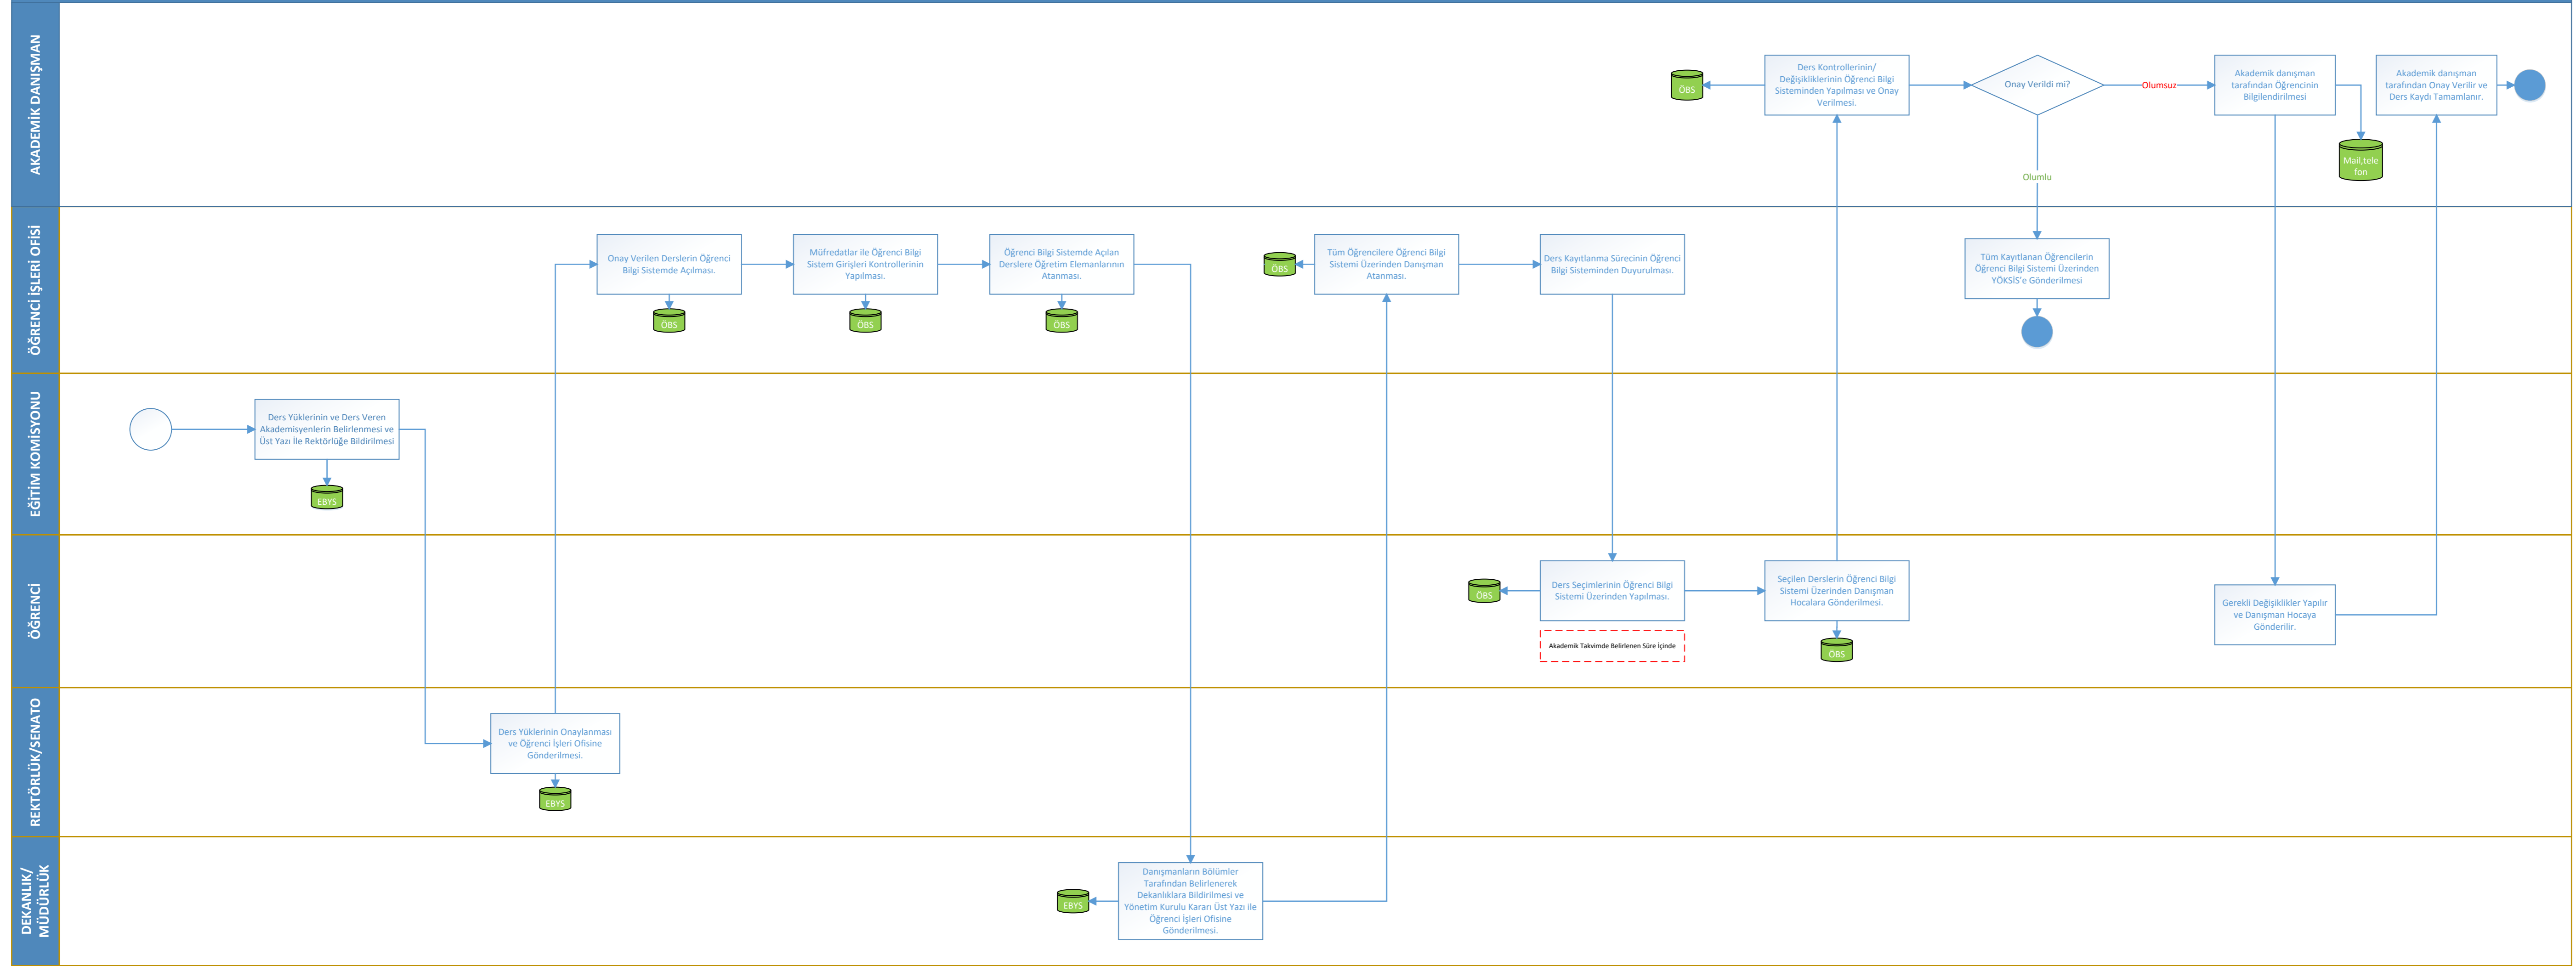 AKADEMİK DANIŞMAN
ÖBS
Ders Kontrollerinin/
Değişikliklerinin Öğrenci Bilgi
Sisteminden Yapılması ve Onay
Verilmesi.
Onay Verildi mi?
Olumsuz
Olumlu
Akademik danışman
tarafından Öğrencinin
Bilgilendirilmesi
Mail,tele
fon
Akademik danışman
tarafından Onay Verilir ve
Ders Kaydı Tamamlanır.
ÖĞRENCİ İŞLERİ OFİSİ
Onay Verilen Derslerin Öğrenci
Bilgi Sistemde Açılması.
ÖBS
Müfredatlar ile Öğrenci Bilgi
Sistem Girişleri Kontrollerinin
Yapılması.
ÖBS
Öğrenci Bilgi Sistemde Açılan
Derslere Öğretim Elemanlarının
Atanması.
ÖBS
ÖBS
Tüm Öğrencilere Öğrenci Bilgi
Sistemi Üzerinden Danışman
Atanması.
Ders Kayıtlanma Sürecinin Öğrenci
Bilgi Sisteminden Duyurulması.
Tüm Kayıtlanan Öğrencilerin
Öğrenci Bilgi Sistemi Üzerinden
YÖKSİS'e Gönderilmesi
EĞİTİM KOMİSYONU
Ders Yüklerinin ve Ders Veren
Akademisyenlerin Belirlenmesi ve
Üst Yazı İle Rektörlüğe Bildirilmesi
EBYS
ÖĞRENCİ
ÖBS
Ders Seçimlerinin Öğrenci Bilgi
Sistemi Üzerinden Yapılması.
Akademik Takvimde Belirlenen Süre İçinde
Seçilen Derslerin Öğrenci Bilgi
Sistemi Üzerinden Danışman
Hocalara Gönderilmesi.
ÖBS
Gerekli Değişiklikler Yapılır
ve Danışman Hocaya
Gönderilir.
REKTÖRLÜK/SENATO
Ders Yüklerinin Onaylanması
ve Öğrenci İşleri Ofisine
Gönderilmesi.
EBYS
DEKANLIK/
MÜDÜRLÜK
EBYS
Danışmanların Bölümler
Tarafından Belirlenerek
Dekanlıklara Bildirilmesi ve
Yönetim Kurulu Kararı Üst Yazı ile
Öğrenci İşleri Ofisine
Gönderilmesi.